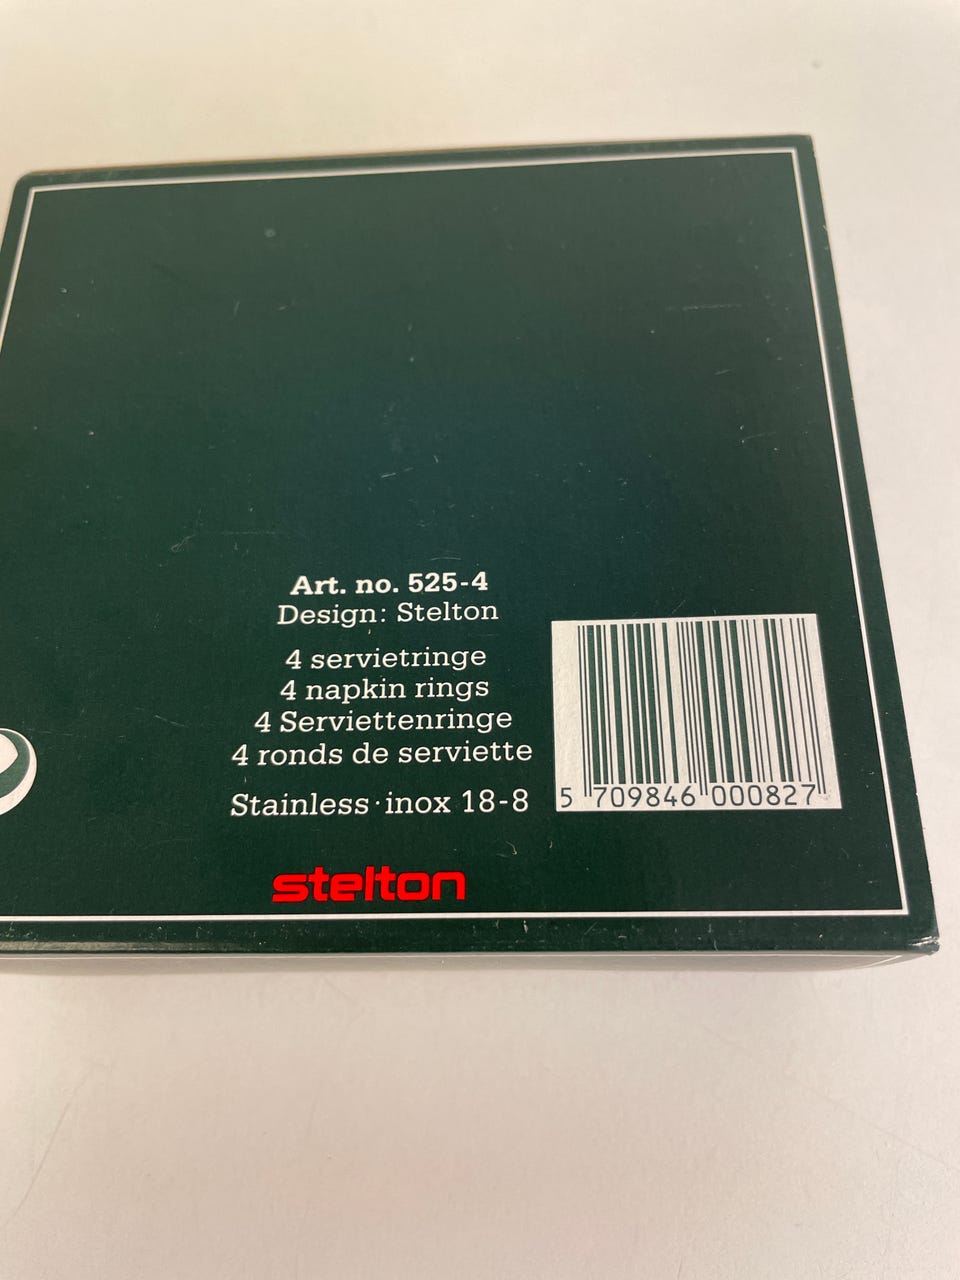 Art. no. 525-4
Design: Stelton
4 servietringe
4 napkin rings
4 Serviettenringe
4 ronds de serviette
Stainless·inox 18-8
5 709846 000827
stelton